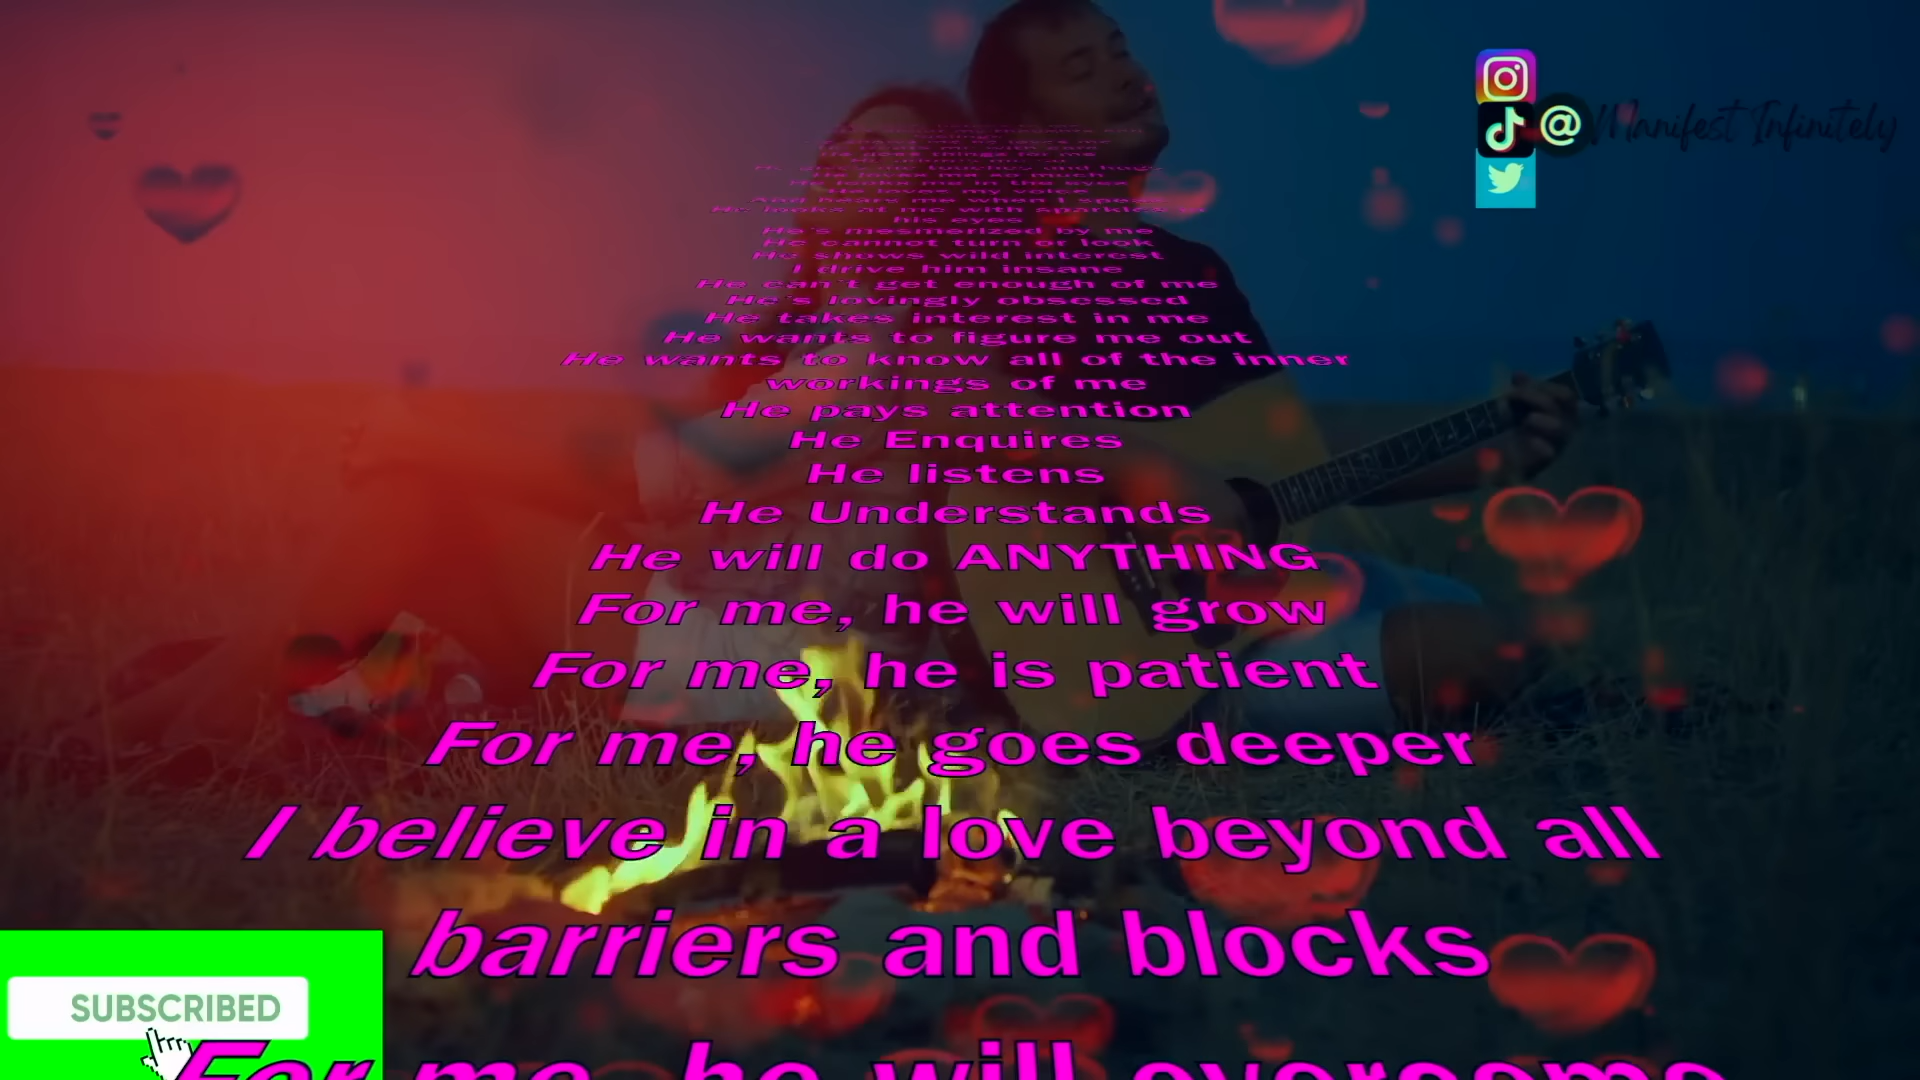 @Manifest Infinitely
He loves me so much
He looks me in the eyes
He loves my voice
And hears me when I speak
He looks at me with sparkles in
his eyes
He's mesmerized by me
He cannot turn or look
He shows wild interest
I drive him insane
He can't get enough of me
He's lovingly obsessed
He takes interest in me
He wants to figure me out
He wants to know all of the inner
workings of me
He pays attention
He Enquires
He listens
He Understands
He will do ANYTHING
For me, he will grow
For me, he is patient
For me, he goes deeper
I believe in a love beyond all
barriers and blocks
SUBSCRIBED
For me, he will overcome